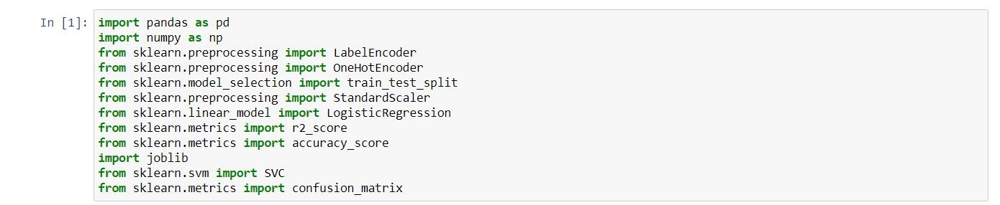 In [1]: import pandas as pd
import numpy as np
from sklearn.preprocessing import LabelEncoder
from sklearn.preprocessing import OneHotEncoder
from sklearn.model_selection import train_test_split
from sklearn.preprocessing import StandardScaler
from sklearn.linear_model import LogisticRegression
from sklearn.metrics import r2_score
from sklearn.metrics import accuracy_score
import joblib
from sklearn.svm import SVC
from sklearn.metrics import confusion_matrix